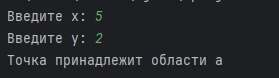 Введите x: 5
Введите y: 2
Точка принадлежит области a